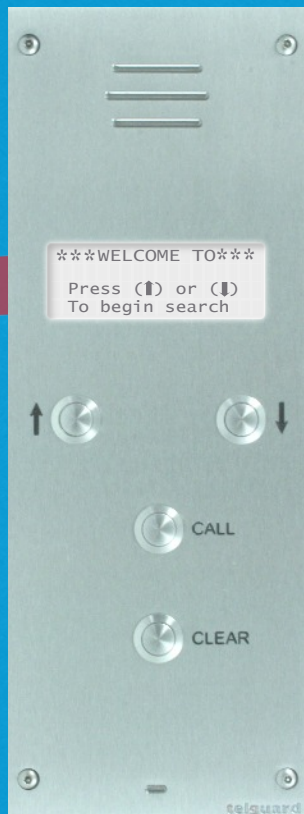 ***WELCOME TO***
Press (⬆) or (⬇)
To begin search
CALL
CLEAR
telguard